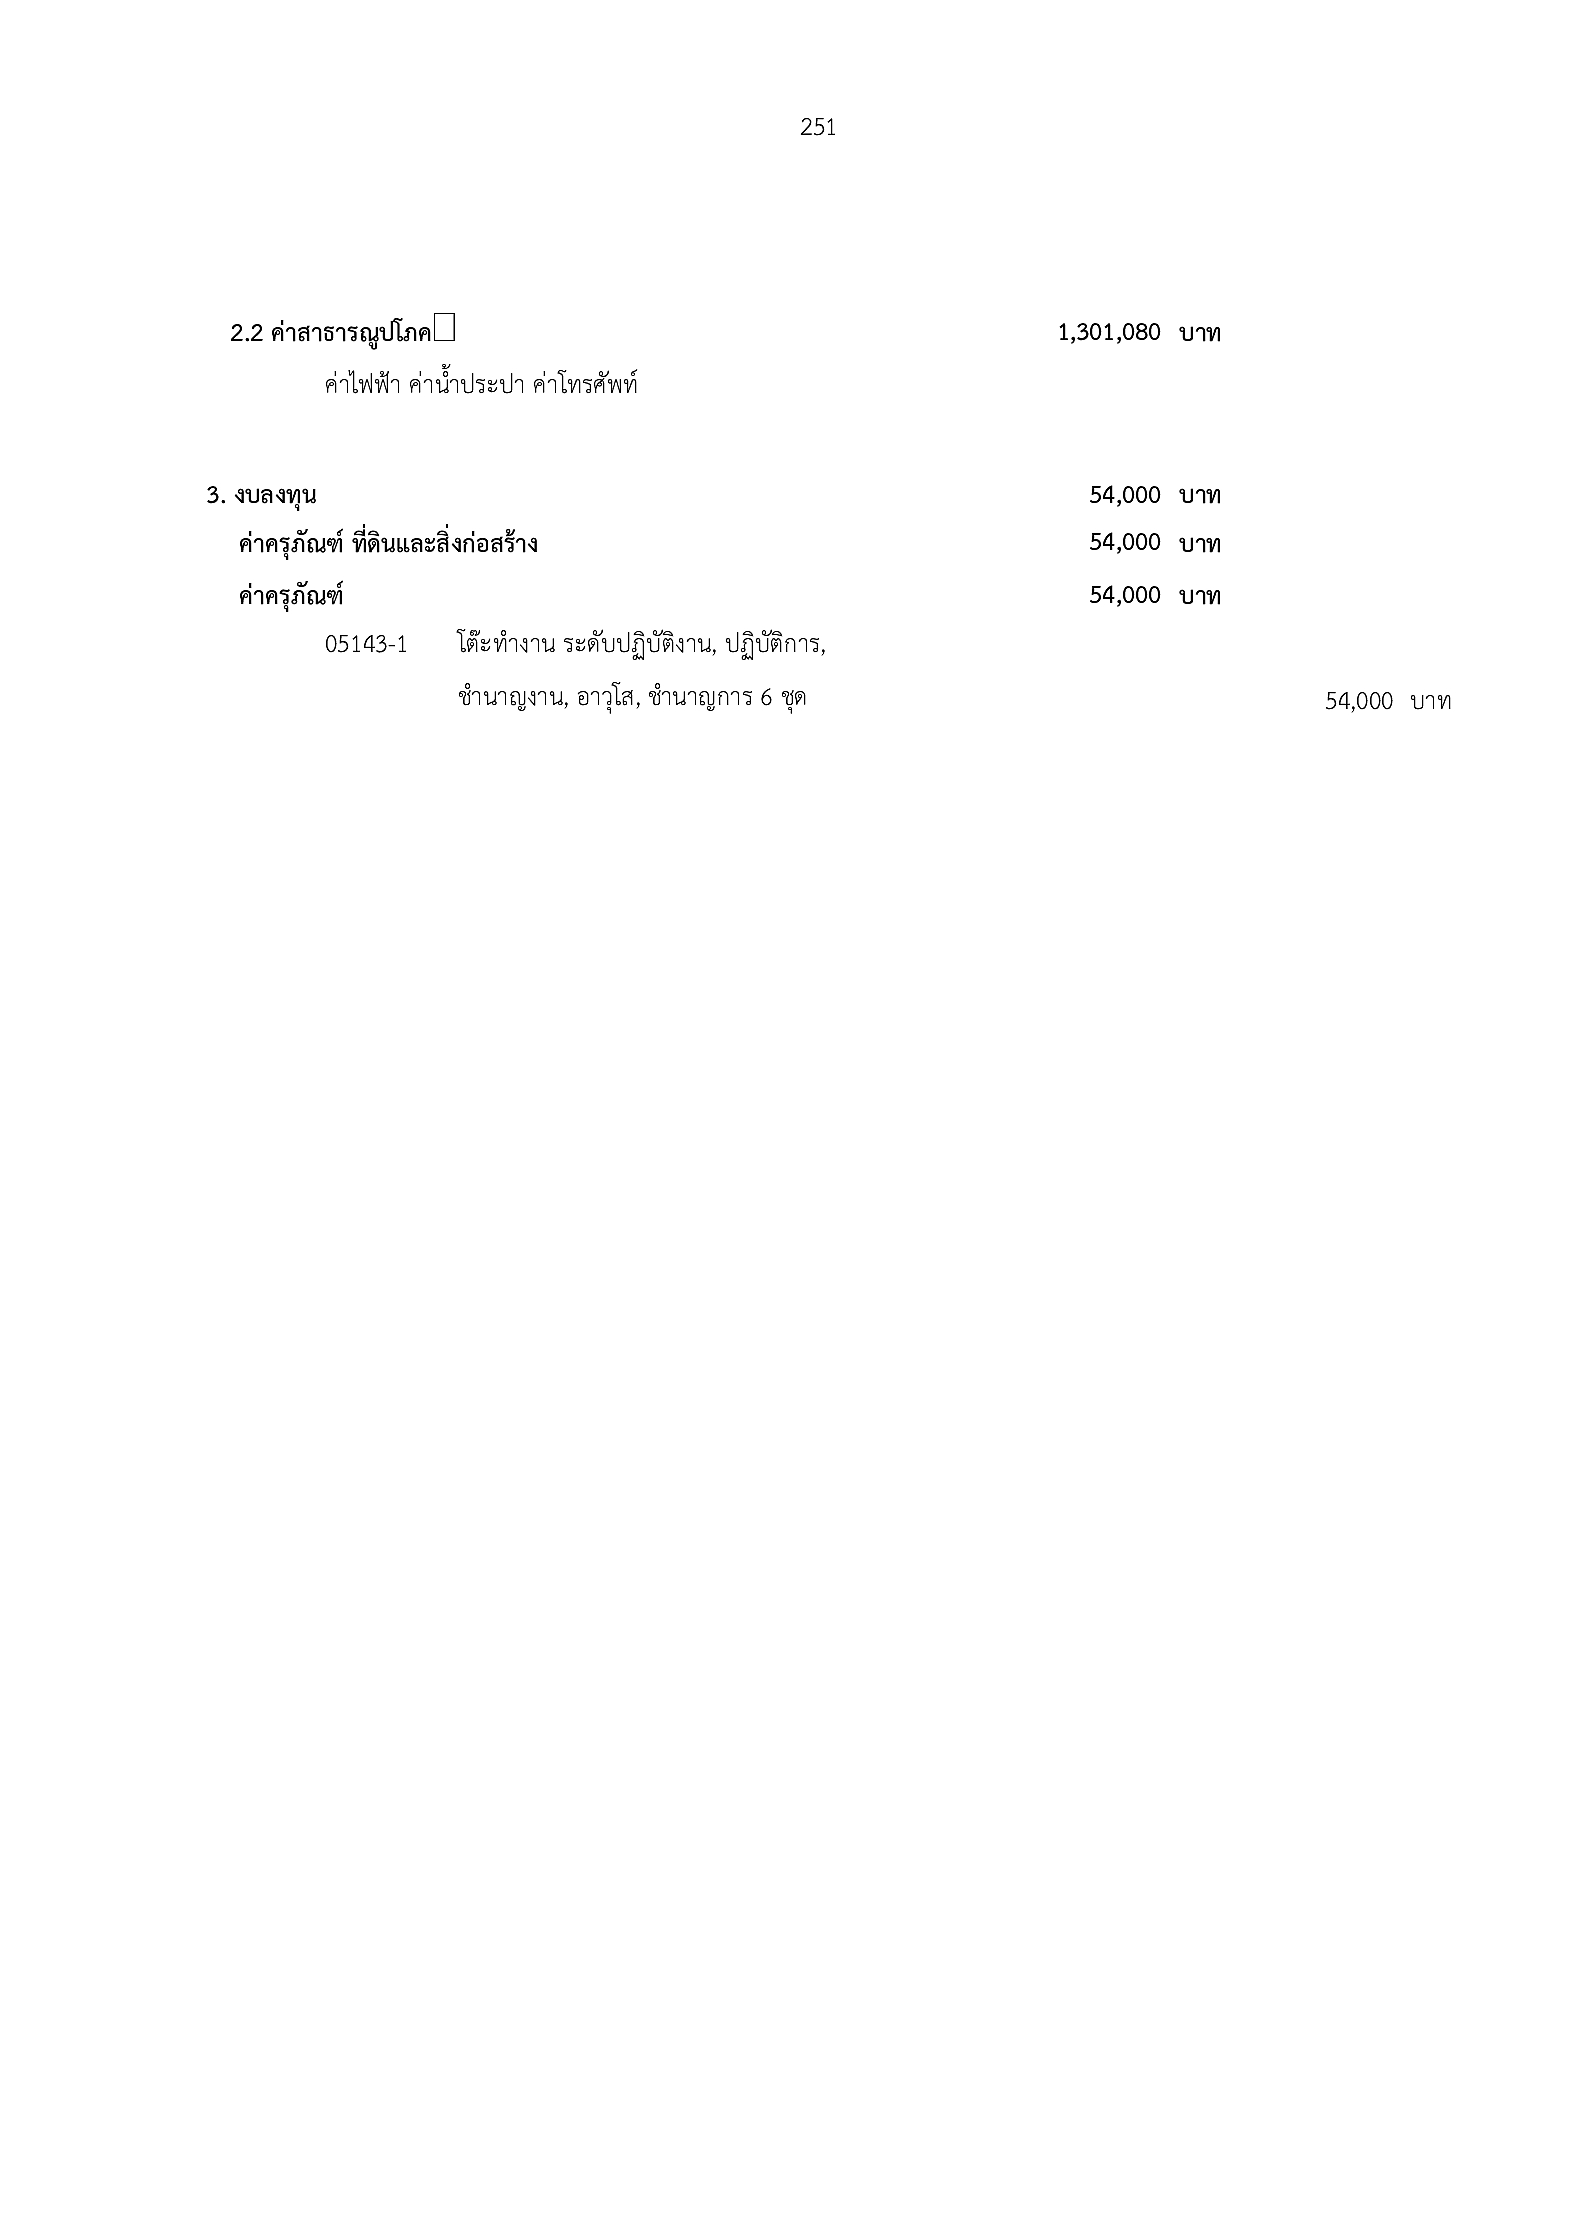 251
2.2 ค่าสาธารณูปโภค 1,301,080 บาท
ค่าไฟฟ้า ค่าน้ำประปา ค่าโทรศัพท์
3. งบลงทุน 54,000 บาท
ค่าครุภัณฑ์ ที่ดินและสิ่งก่อสร้าง 54,000 บาท
ค่าครุภัณฑ์ 54,000 บาท
05143-1 โต๊ะทำงาน ระดับปฏิบัติงาน, ปฏิบัติการ,
ชำนาญงาน, อาวุโส, ชำนาญการ 6 ชุด 54,000 บาท